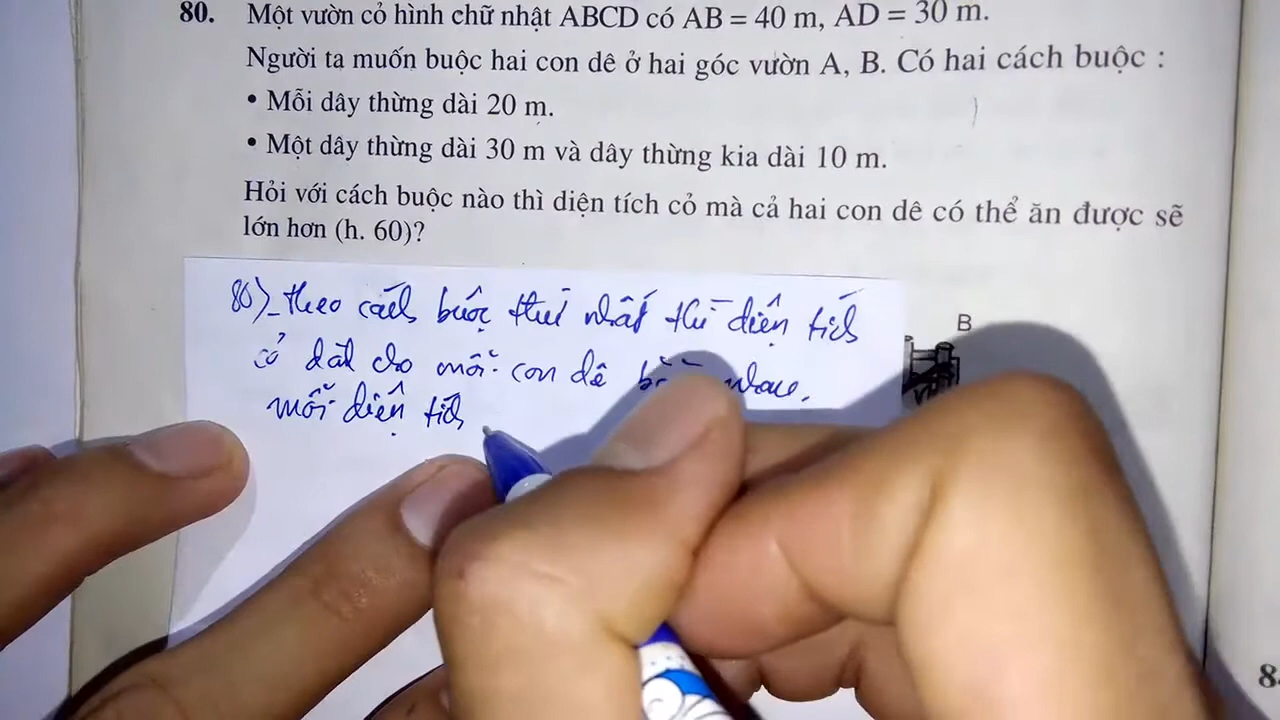 80. Một vườn cỏ hình chữ nhật ABCD có AB = 40 m, AD = 30 m.
Người ta muốn buộc hai con dê ở hai góc vườn A, B. Có hai cách buộc :
• Mỗi dây thừng dài 20 m.
• Một dây thừng dài 30 m và dây thừng kia dài 10 m.
Hỏi với cách buộc nào thì diện tích cỏ mà cả hai con dê có thể ăn được sẽ
lớn hơn (h. 60)?
80) - theo cách buộc thứ nhất thì diện tích
cỏ dành cho mỗi con dê nhau.
mỗi diện tích
B
8